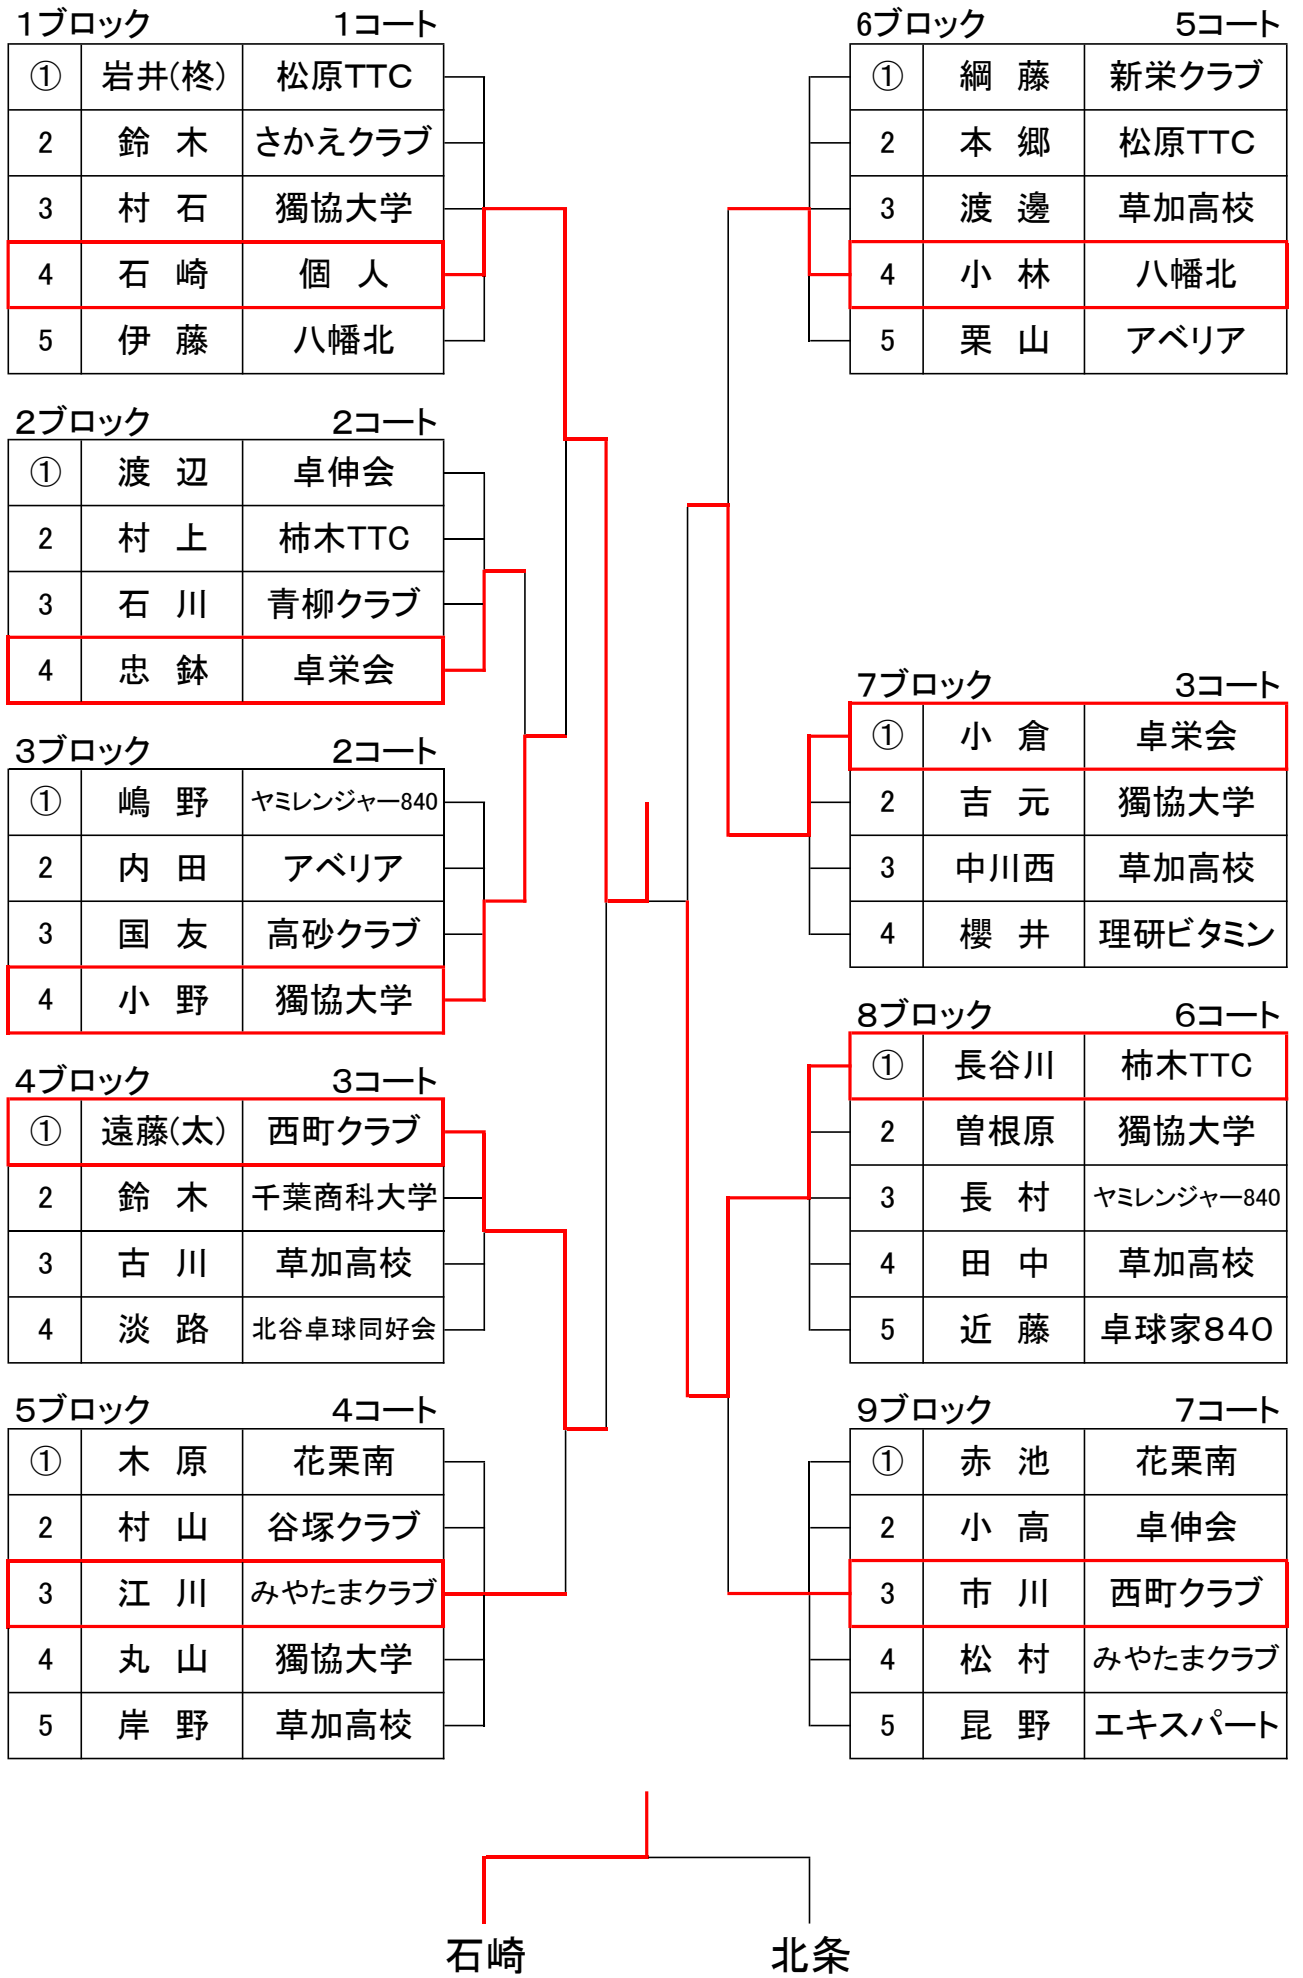 1ブロック 1コート
① 岩井(柊) 松原TTC
2 鈴木 さかえクラブ
3 村石 獨協大学
4 石崎 個人
5 伊藤 八幡北
2ブロック 2コート
① 渡辺 卓伸会
2 村上 柿木TTC
3 石川 青柳クラブ
4 忠鉢 卓栄会
3ブロック 2コート
① 嶋野 ヤミレンジャー840
2 内田 アベリア
3 国友 高砂クラブ
4 小野 獨協大学
4ブロック 3コート
① 遠藤(太) 西町クラブ
2 鈴木 千葉商科大学
3 古川 草加高校
4 淡路 北谷卓球同好会
5ブロック 4コート
① 木原 花栗南
2 村山 谷塚クラブ
3 江川 みやたまクラブ
4 丸山 獨協大学
5 岸野 草加高校
6ブロック 5コート
① 綱藤 新栄クラブ
2 本郷 松原TTC
3 渡邊 草加高校
4 小林 八幡北
5 栗山 アベリア
7ブロック 3コート
① 小倉 卓栄会
2 吉元 獨協大学
3 中川西 草加高校
4 櫻井 理研ビタミン
8ブロック 6コート
① 長谷川 柿木TTC
2 曽根原 獨協大学
3 長村 ヤミレンジャー840
4 田中 草加高校
5 近藤 卓球家840
9ブロック 7コート
① 赤池 花栗南
2 小高 卓伸会
3 市川 西町クラブ
4 松村 みやたまクラブ
5 昆野 エキスパート
石崎 北条